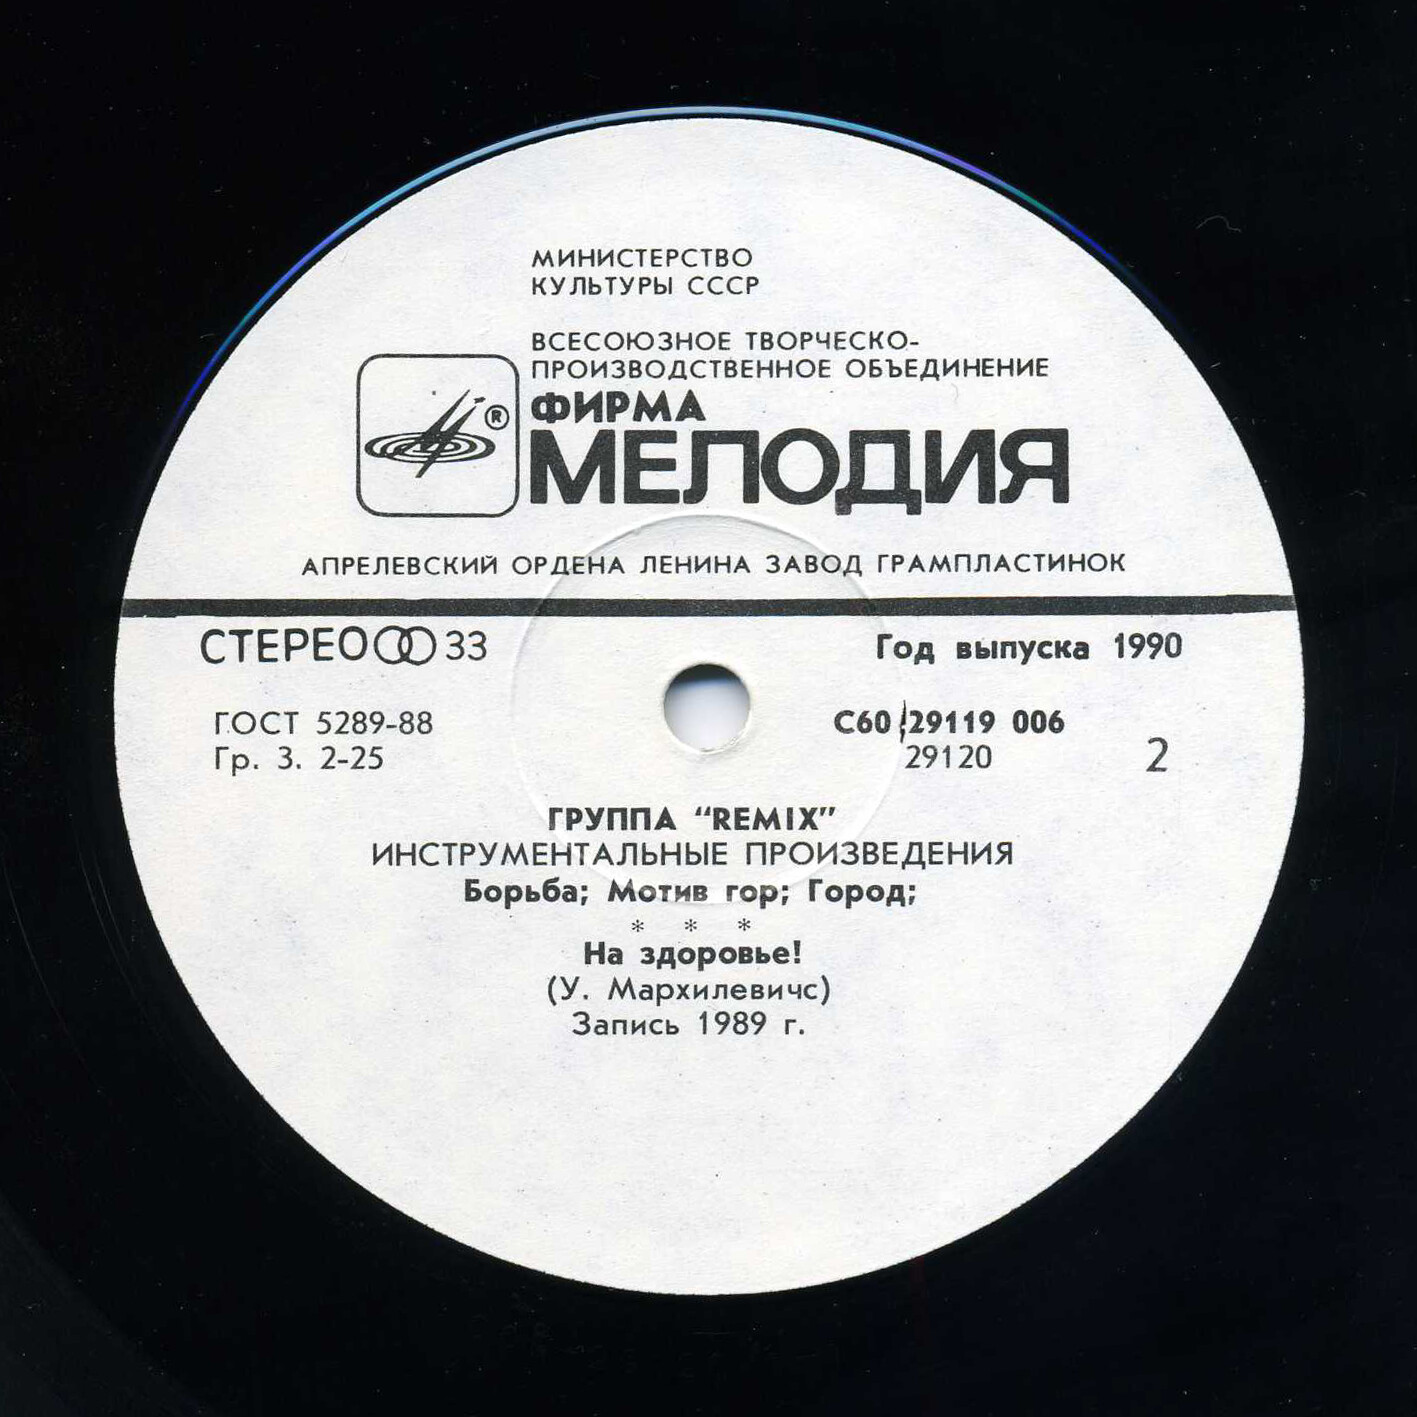 МИНИСТЕРСТВО
КУЛЬТУРЫ СССР
ВСЕСОЮЗНОЕ ТВОРЧЕСКО-
ПРОИЗВОДСТВЕННОЕ ОБЪЕДИНЕНИЕ
®
ФИРМА
МЕЛОДИЯ
АПРЕЛЕВСКИЙ ОРДЕНА ЛЕНИНА ЗАВОД ГРАМПЛАСТИНОК
СТЕРЕО 33
Год выпуска 1990
ГОСТ 5289-88
С60 29119 006
Гр. 3. 2-25
29120
2
ГРУППА “REMIX”
ИНСТРУМЕНТАЛЬНЫЕ ПРОИЗВЕДЕНИЯ
Борьба; Мотив гор; Город;
* * *
На здоровье!
(У. Мархилевичс)
Запись 1989 г.